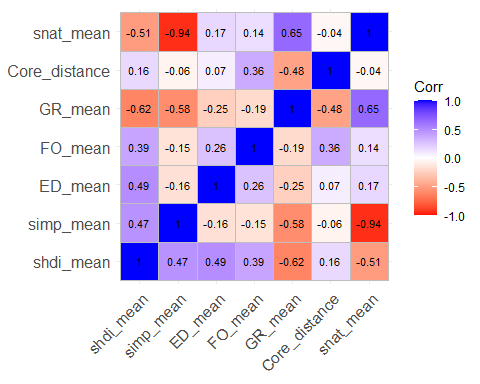 snat_mean -0.51 -0.94 0.17 0.14 0.65 -0.04 1
Core_distance 0.16 -0.06 0.07 0.36 -0.48 1 -0.04
GR_mean -0.62 -0.58 -0.25 -0.19 1 -0.48 0.65
FO_mean 0.39 -0.15 0.26 1 -0.19 0.36 0.14
ED_mean 0.49 -0.16 1 0.26 -0.25 0.07 0.17
simp_mean 0.47 1 -0.16 -0.15 -0.58 -0.06 -0.94
shdi_mean 1 0.47 0.49 0.39 -0.62 0.16 -0.51
shdi_mean simp_mean ED_mean FO_mean GR_mean Core_distance snat_mean
Corr
1.0
0.5
0.0
-0.5
-1.0